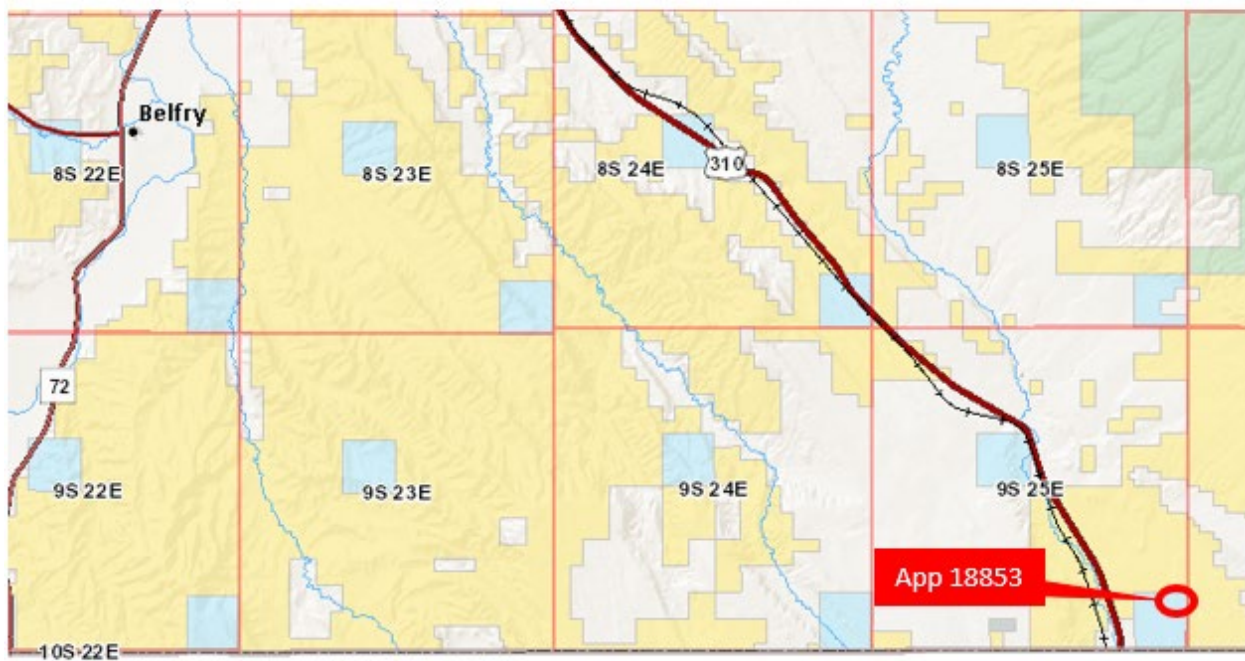 Belfry
8S 22E
8S 23E
8S 24E
310
8S 25E
72
9S 22E
9S 23E
9S 24E
9S 25E
App 18853
10S 22E